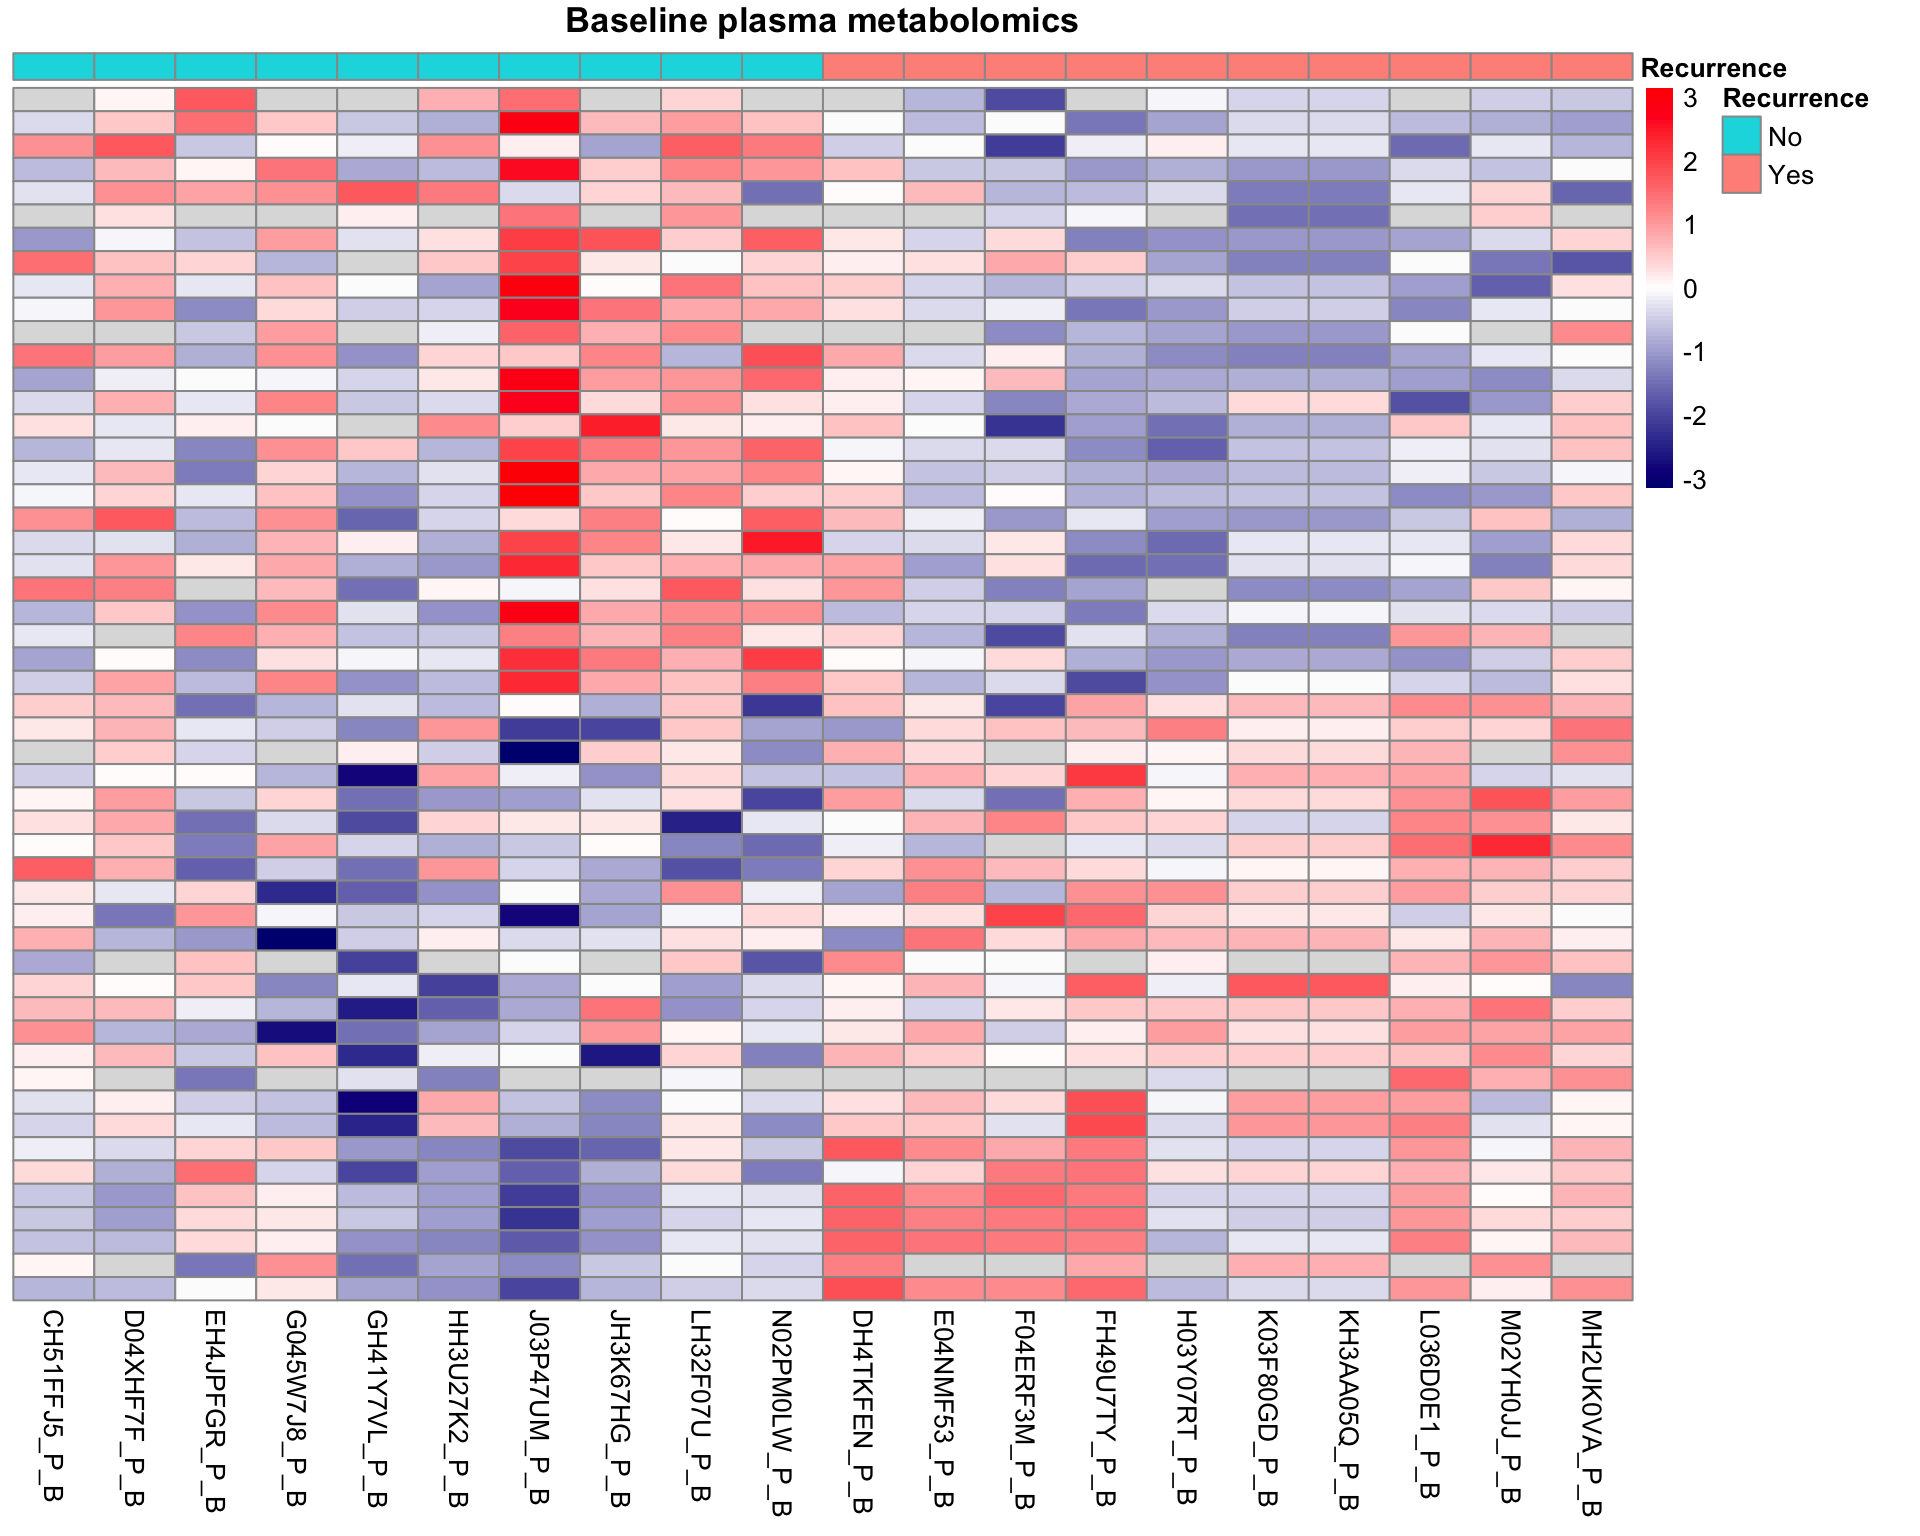 Baseline plasma metabolomics
Recurrence
3
2
1
0
-1
-2
-3
Recurrence
No
Yes
CH51FFJ5_P_B
D04XHF7F_P_B
EH4JPFGR_P_B
G045W7J8_P_B
GH41Y7VL_P_B
HH3U27K2_P_B
J03P47UM_P_B
JH3K67HG_P_B
LH32F07U_P_B
N02PM0LW_P_B
DH4TKFEN_P_B
E04NMF53_P_B
F04ERF3M_P_B
FH49U7TY_P_B
H03Y07RT_P_B
K03F80GD_P_B
KH3AA05Q_P_B
L036D0E1_P_B
M02YH0JJ_P_B
MH2UK0VA_P_B